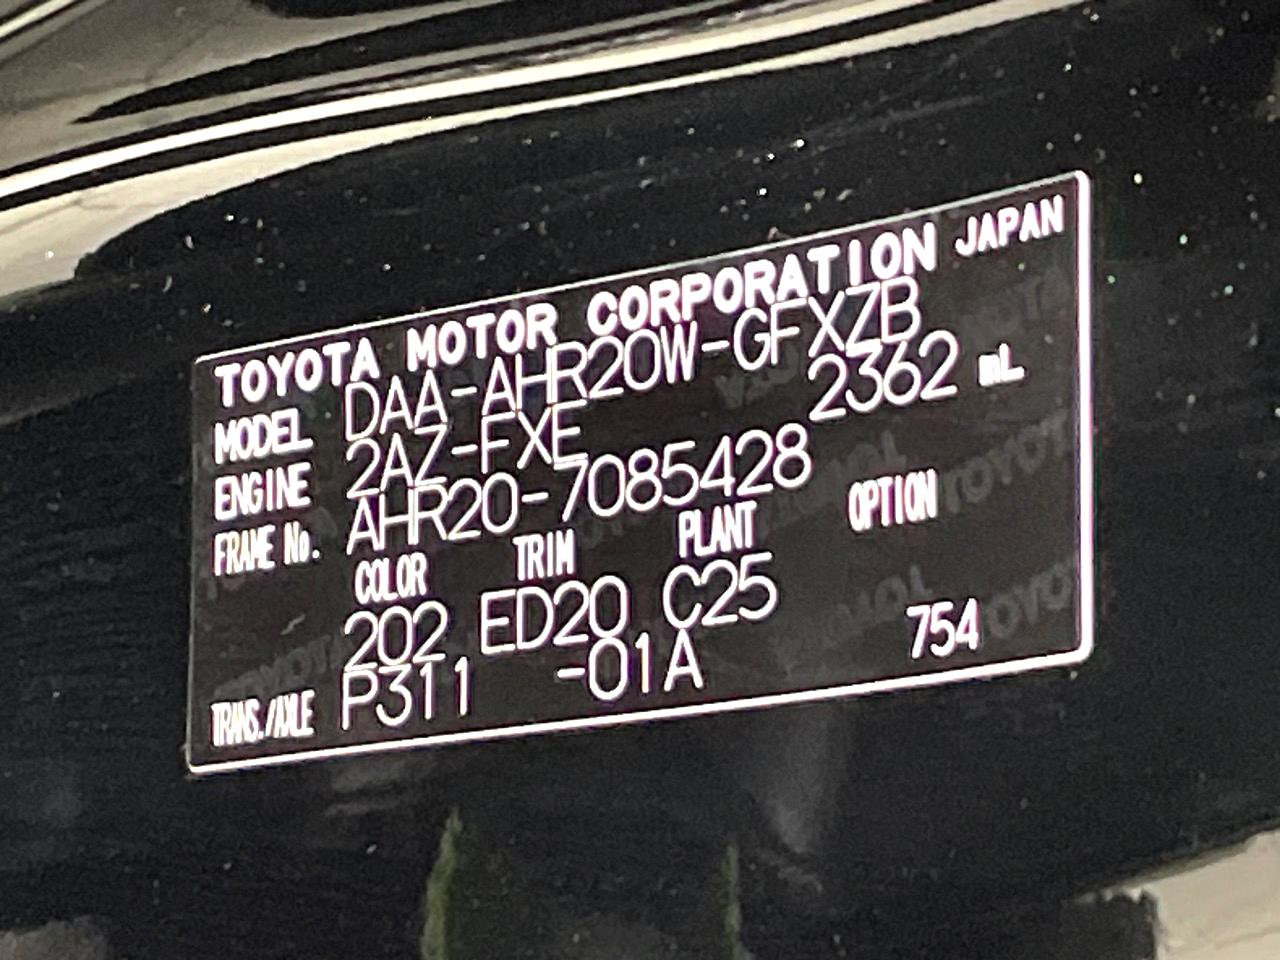 TOYOTA MOTOR CORPORATION JAPAN
MODEL DAA-AHR20W-GFXZB
ENGINE 2AZ-FXE 2362 mL
FRAME No. AHR20-7085428
COLOR TRIM PLANT OPTION
202 ED20 C25
TRANS./AXLE P311 -01A 754